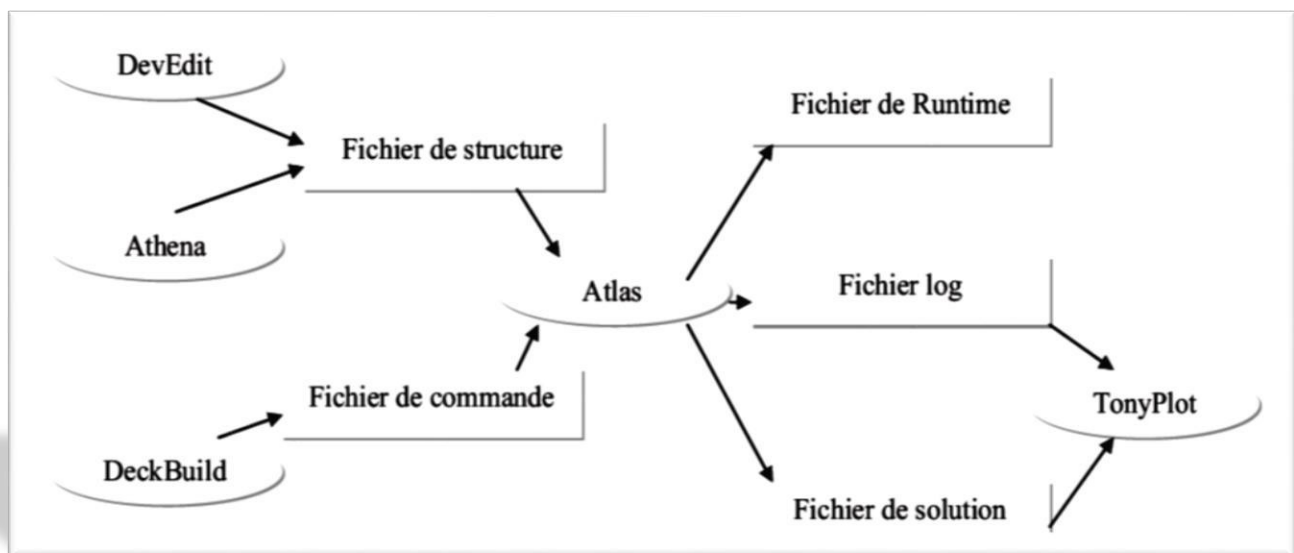 DevEdit
Fichier de Runtime
Fichier de structure
Athena
Fichier log
Atlas
Fichier de commande
TonyPlot
DeckBuild
Fichier de solution